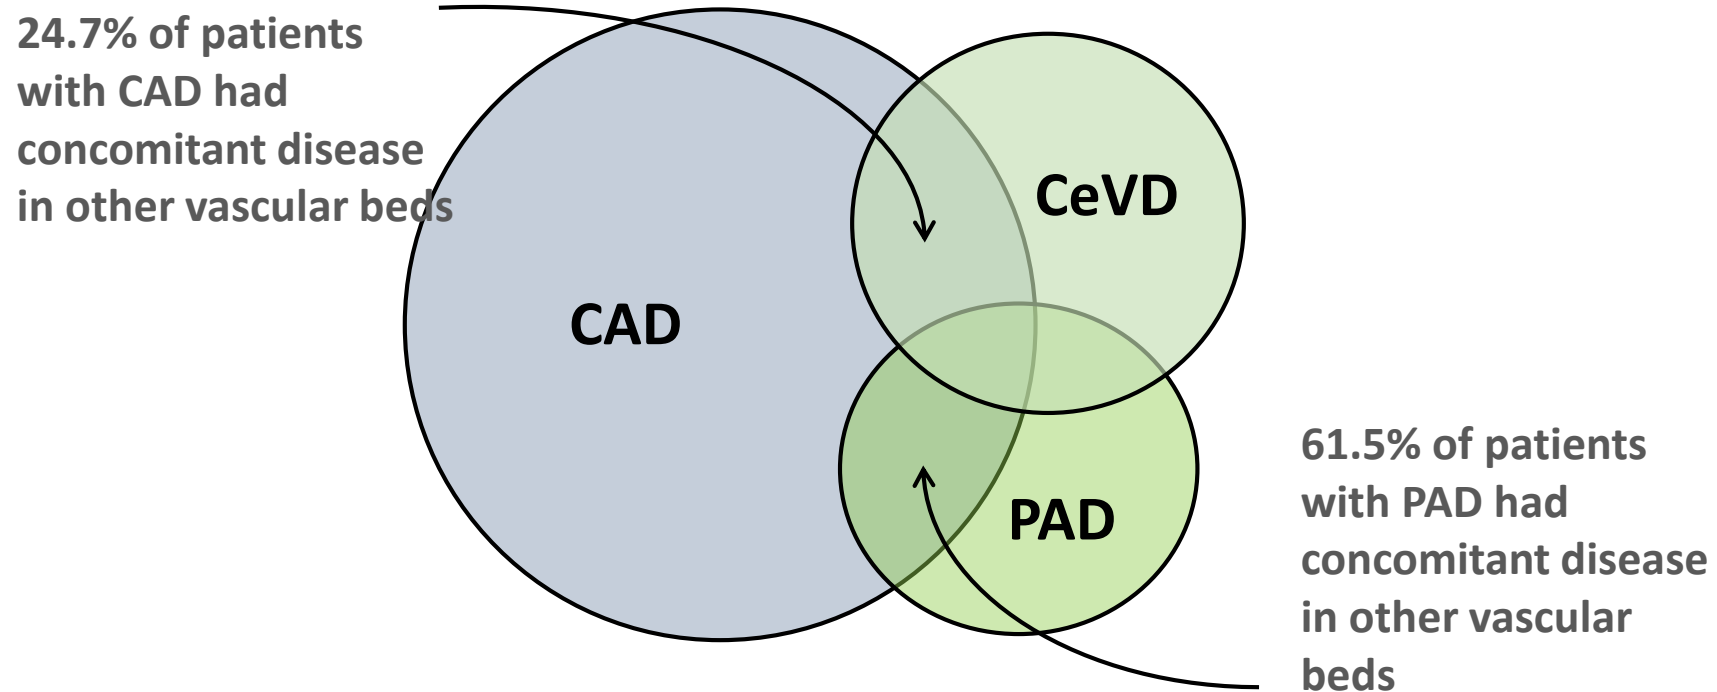 24.7% of patients
with CAD had
concomitant disease
in other vascular beds
CeVD
CAD
PAD
61.5% of patients
with PAD had
concomitant disease
in other vascular
beds